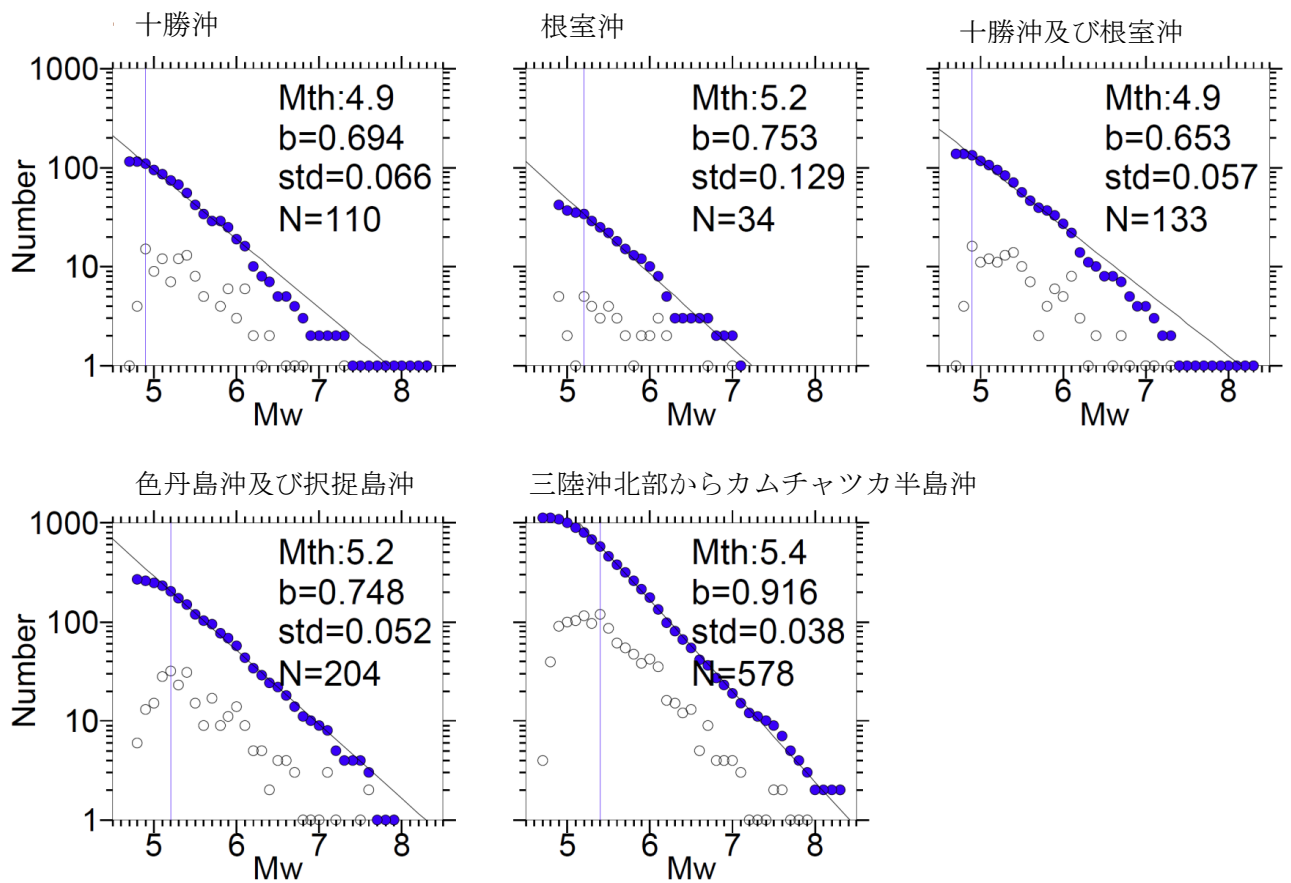 十勝沖
1000
100
10
1
Number
5 6 7 8
Mw
Mth:4.9
b=0.694
std=0.066
N=110
根室沖
5 6 7 8
Mw
Mth:5.2
b=0.753
std=0.129
N=34
十勝沖及び根室沖
5 6 7 8
Mw
Mth:4.9
b=0.653
std=0.057
N=133
色丹島沖及び択捉島沖
1000
100
10
1
Number
5 6 7 8
Mw
Mth:5.2
b=0.748
std=0.052
N=204
三陸沖北部からカムチャツカ半島沖
5 6 7 8
Mw
Mth:5.4
b=0.916
std=0.038
N=578